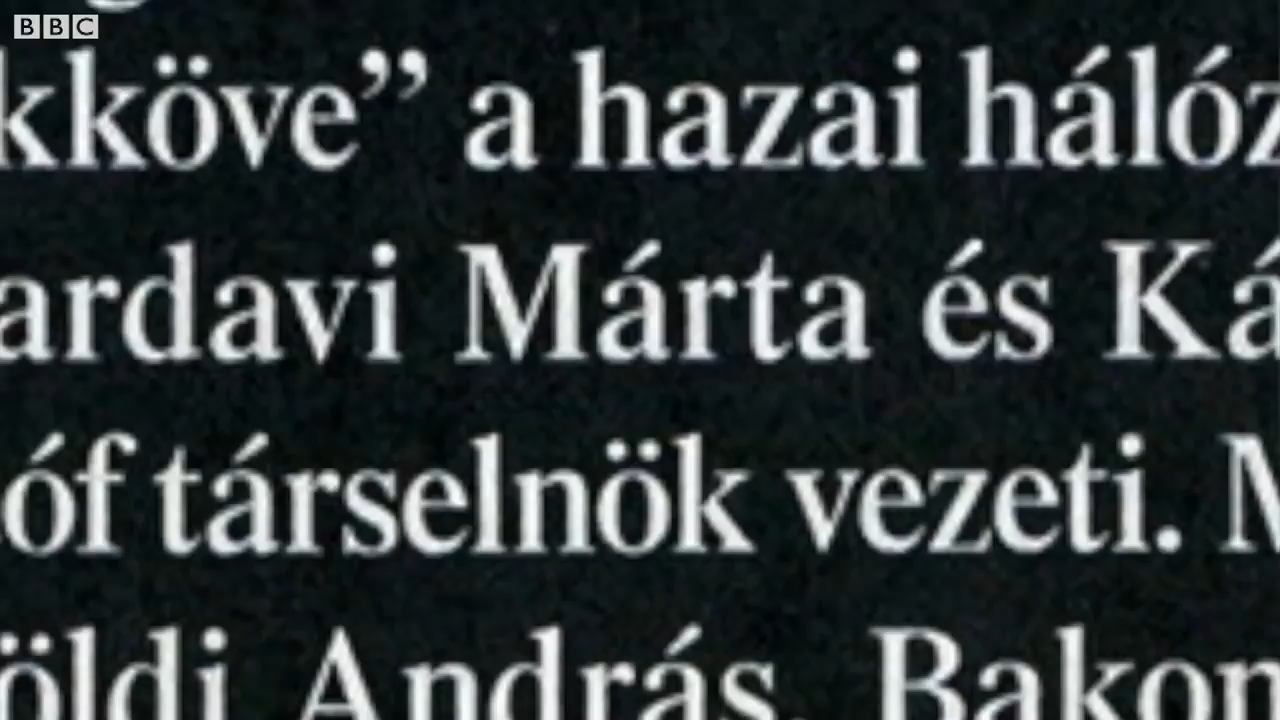 BBC
kköve” a hazai hálóz
ardavi Márta és Ká
óf társelnök vezeti. M
öldi András, Bakon